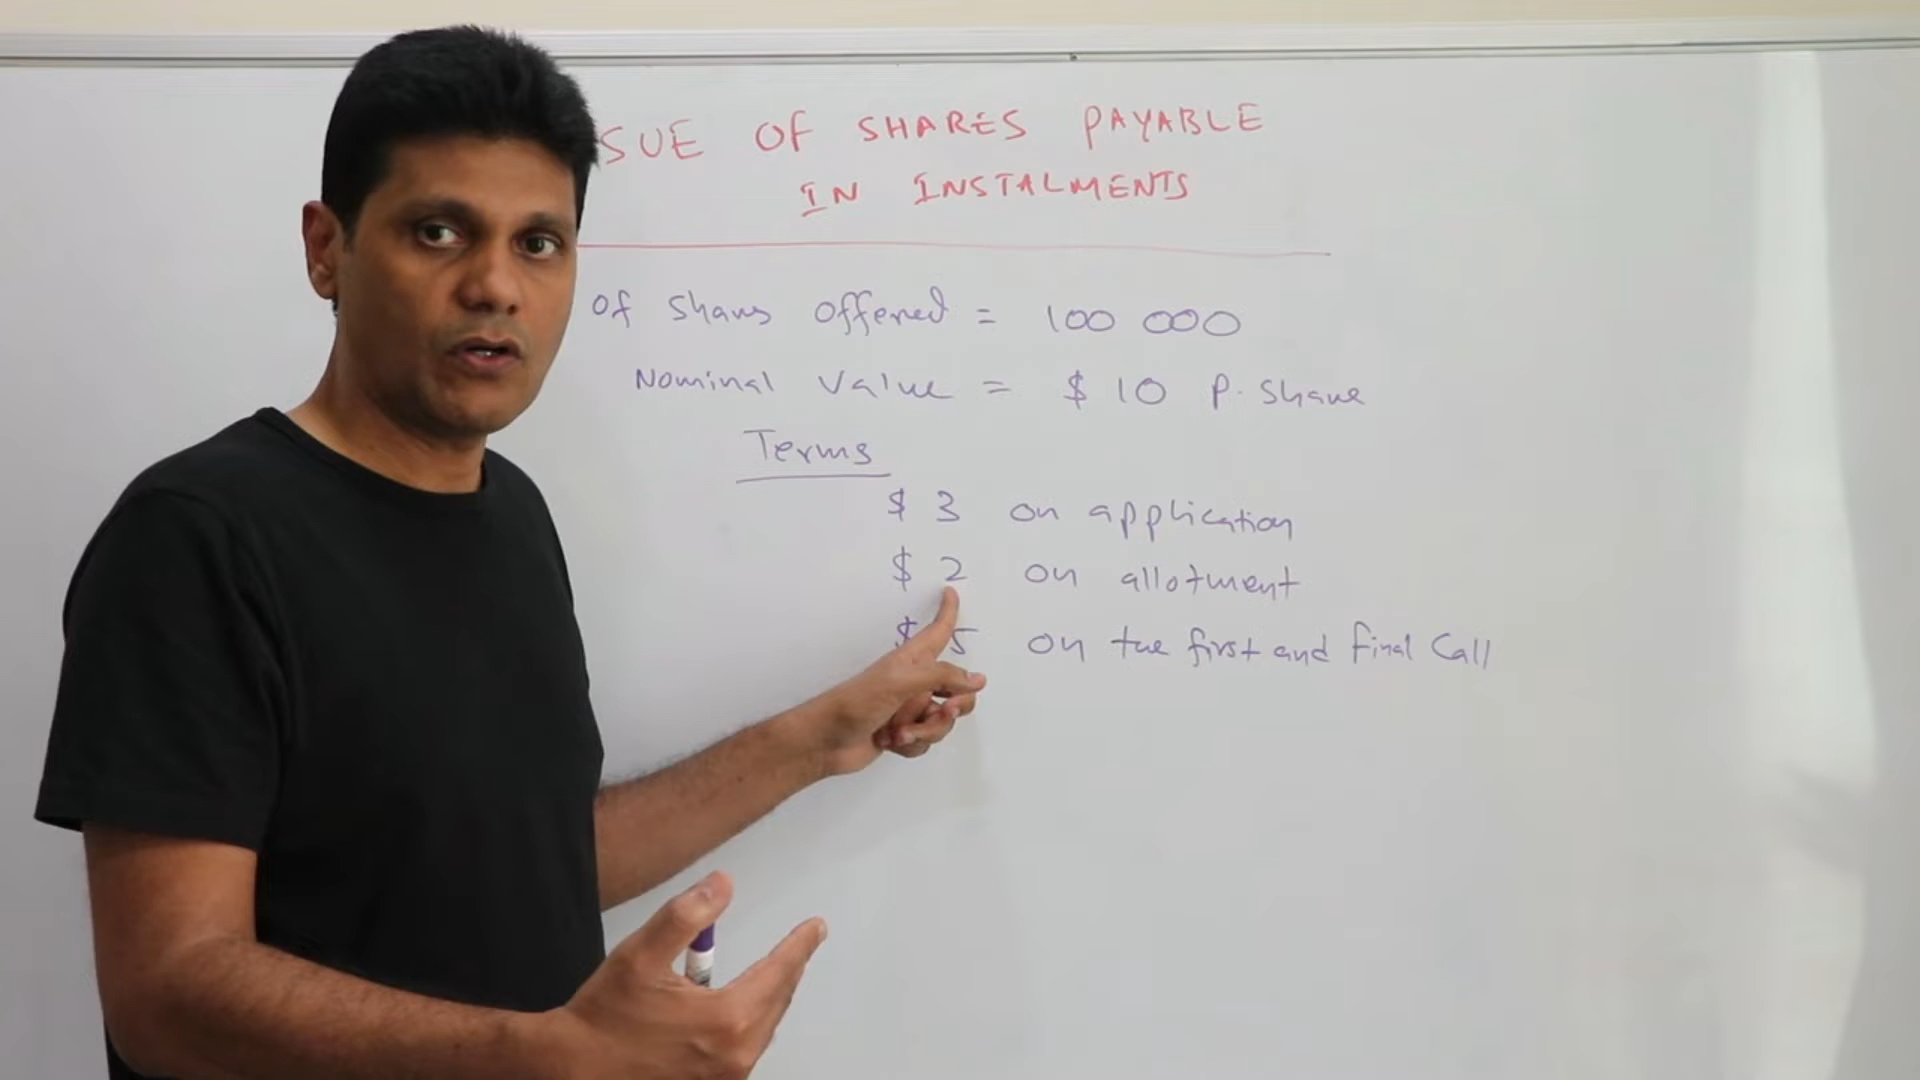 SUE OF SHARES PAYABLE
IN INSTALMENTS
Of Shares offered = 100 000
Nominal Value = $ 10 P. Share
Terms
$ 3 on application
$ 2 on allotment
$ 5 on the first and final Call